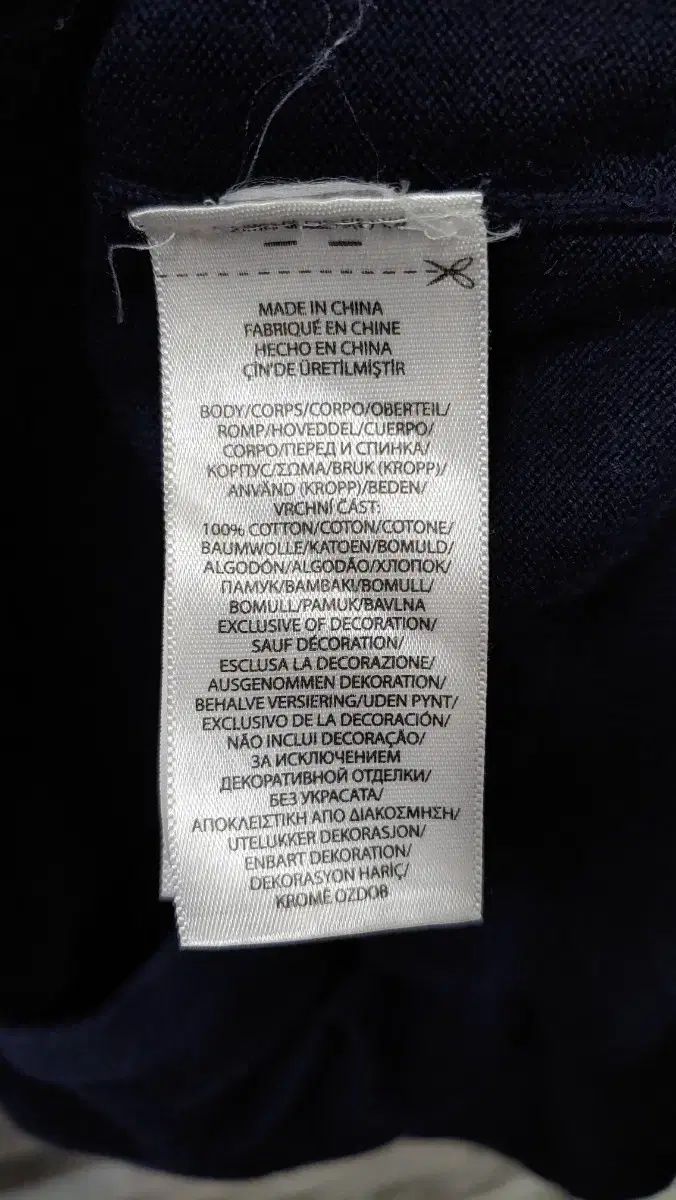 MADE IN CHINA
FABRIQUÉ EN CHINE
HECHO EN CHINA
ÇİN'DE ÜRETİLMİŞTİR
BODY/CORPS/CORPO/OBERTEIL/
ROMP/HOVEDDEL/CUERPO/
CORPO/ПЕРЕД И СПИНКА/
КОРПУС/ΣΩΜΑ/BRUK (KROPP)/
ANVÄND (KROPP)/BEDEN/
VRCHNÍ ČÁST:
100% COTTON/COTON/COTONE/
BAUMWOLLE/KATOEN/BOMULD/
ALGODÓN/ALGODÃO/ХЛОПОК/
ПАМУК/ΒΑΜΒΑΚΙ/BOMULL/
BOMULL/PAMUK/BAVLNA
EXCLUSIVE OF DECORATION/
SAUF DÉCORATION/
ESCLUSA LA DECORAZIONE/
AUSGENOMMEN DEKORATION/
BEHALVE VERSIERING/UDEN PYNT/
EXCLUSIVO DE LA DECORACIÓN/
NÃO INCLUI DECORAÇÃO/
ЗА ИСКЛЮЧЕНИЕМ
ДЕКОРАТИВНОЙ ОТДЕЛКИ/
БЕЗ УКРАСАТА/
ΑΠΟΚΛΕΙΣΤΙΚΗ ΑΠΟ ΔΙΑΚΟΣΜΗΣΗ/
UTELUKKER DEKORASJON/
ENBART DEKORATION/
DEKORASYON HARİÇ/
KROMĚ OZDOB